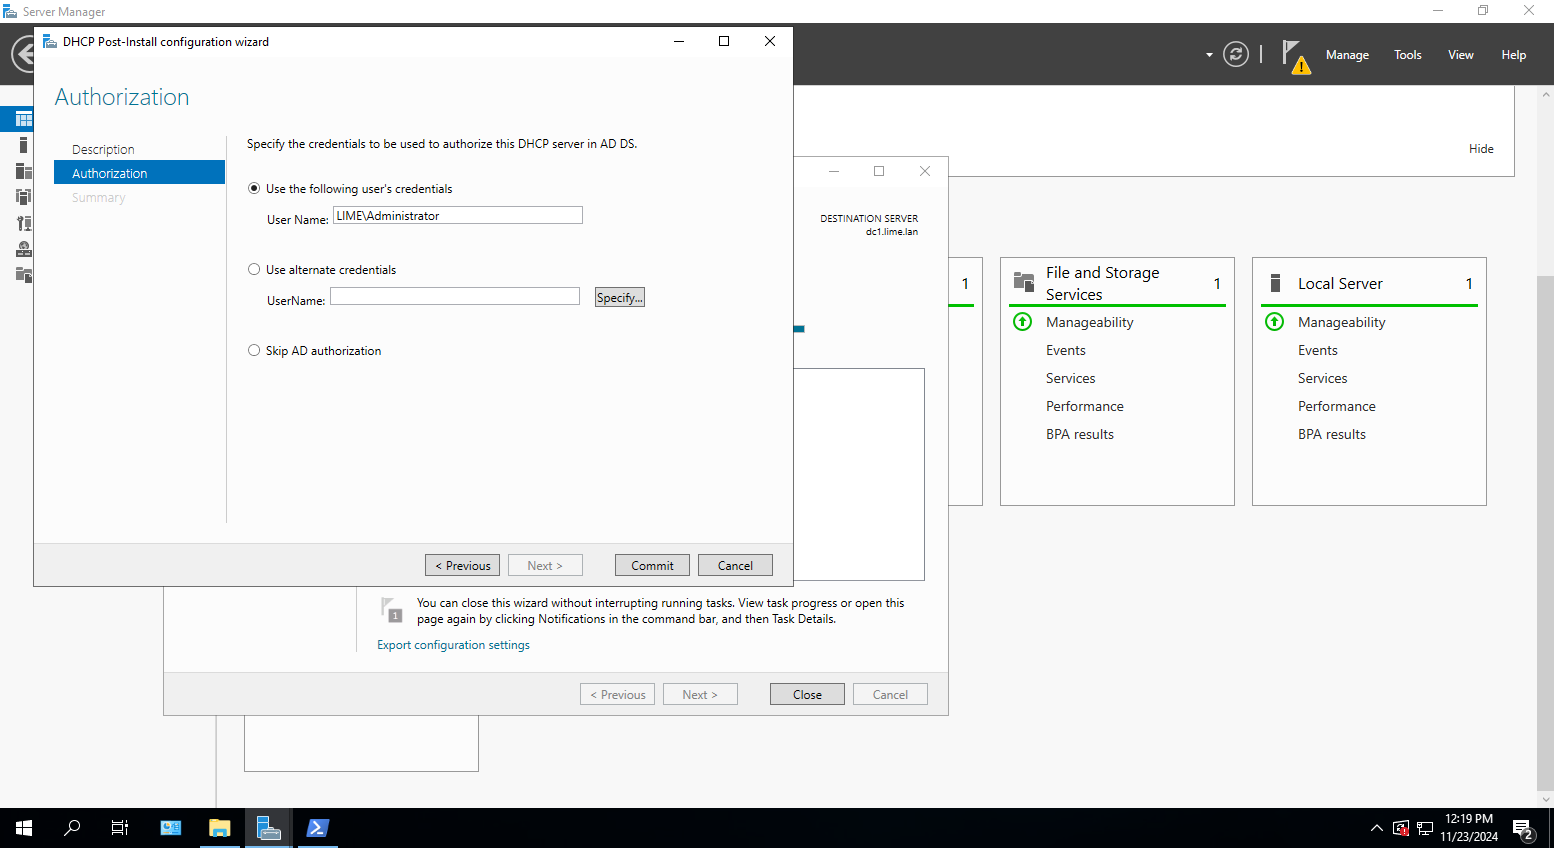 Server Manager
DHCP Post-Install configuration wizard
Manage
Tools
View
Help
Authorization
Description
Authorization
Summary
Specify the credentials to be used to authorize this DHCP server in AD DS.
Use the following user's credentials
User Name: LIME\Administrator
Use alternate credentials
UserName:
Specify...
Skip AD authorization
< Previous
Next >
Commit
Cancel
Hide
DESTINATION SERVER
dc1.lime.lan
1
File and Storage
Services
1
Manageability
Events
Services
Performance
BPA results
Local Server
1
Manageability
Events
Services
Performance
BPA results
1
You can close this wizard without interrupting running tasks. View task progress or open this
page again by clicking Notifications in the command bar, and then Task Details.
Export configuration settings
< Previous
Next >
Close
Cancel
12:19 PM
11/23/2024
2